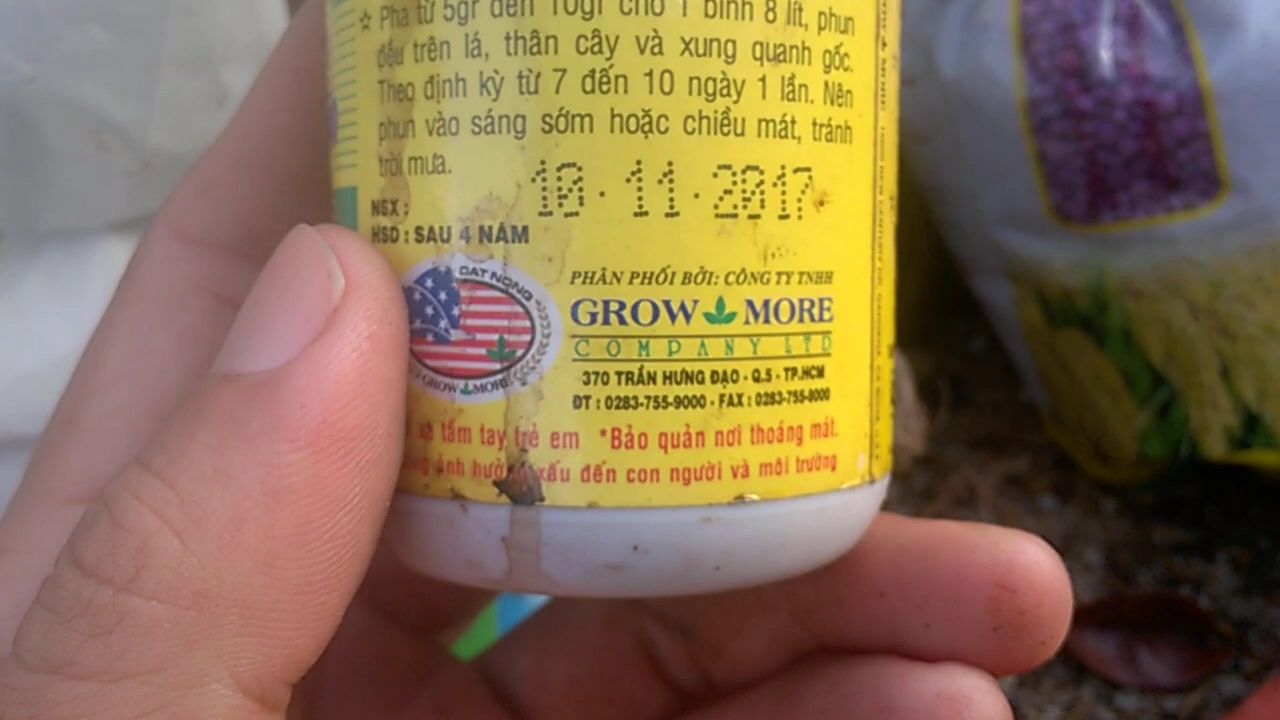 ☆ Pha từ 5gr đến 10gr cho 1 bình 8 lít, phun
đều trên lá, thân cây và xung quanh gốc.
Theo định kỳ từ 7 đến 10 ngày 1 lần. Nên
phun vào sáng sớm hoặc chiều mát, tránh
trời mưa.
10·11·2017
NSX :
HSD : SAU 4 NĂM
ĐẠT NÔNG
GROW MORE
PHÂN PHỐI BỞI: CÔNG TY TNHH
GROW MORE
COMPANY LTD
370 TRẦN HƯNG ĐẠO - Q.5 - TP.HCM
ĐT : 0283-755-9000 - FAX : 0283-755-8000
xa tầm tay trẻ em *Bảo quản nơi thoáng mát.
ảnh hưởng xấu đến con người và môi trường